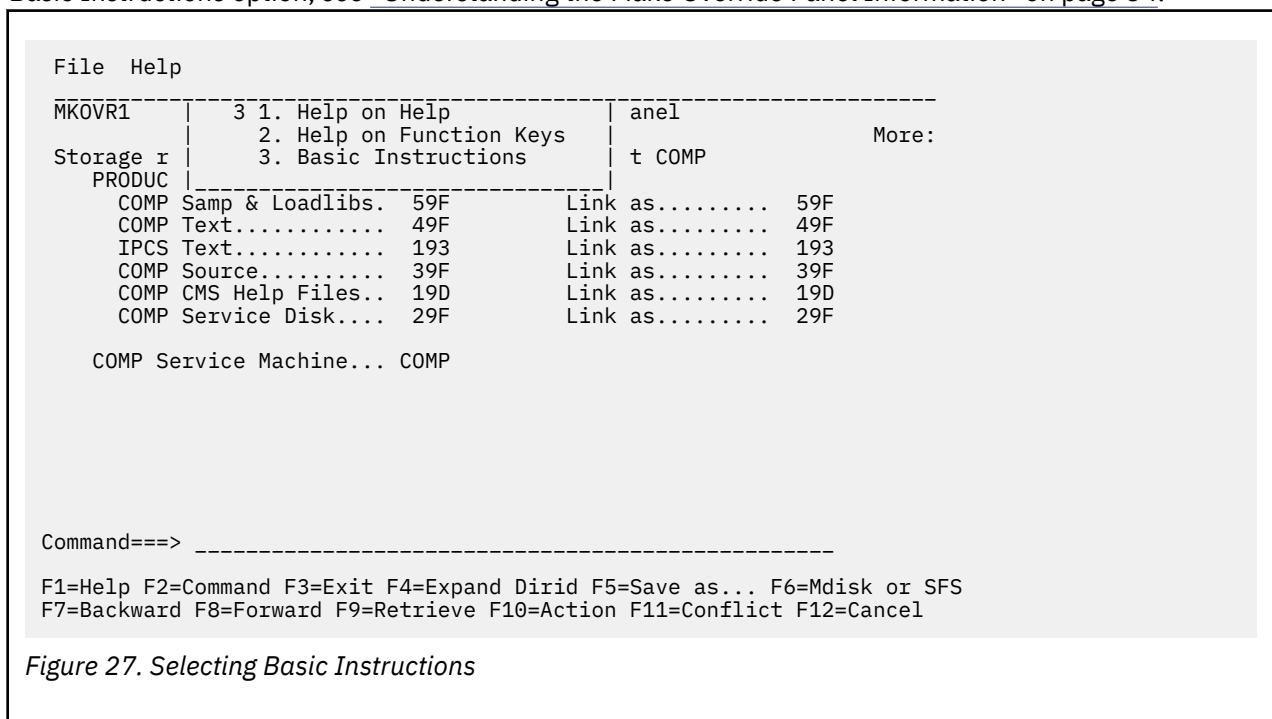 Basic Instructions option, see "Understanding the Make Override Panel Information" on page 54.
File Help
MKOVR1 | 3 1. Help on Help | anel
| 2. Help on Function Keys | More:
Storage r | 3. Basic Instructions | t COMP
PRODUC |________________________________|
COMP Samp & Loadlibs. 59F Link as......... 59F
COMP Text............ 49F Link as......... 49F
IPCS Text............ 193 Link as......... 193
COMP Source.......... 39F Link as......... 39F
COMP CMS Help Files.. 19D Link as......... 19D
COMP Service Disk.... 29F Link as......... 29F
COMP Service Machine... COMP
Command===> __________________________________________________
F1=Help F2=Command F3=Exit F4=Expand Dirid F5=Save as... F6=Mdisk or SFS
F7=Backward F8=Forward F9=Retrieve F10=Action F11=Conflict F12=Cancel
Figure 27. Selecting Basic Instructions